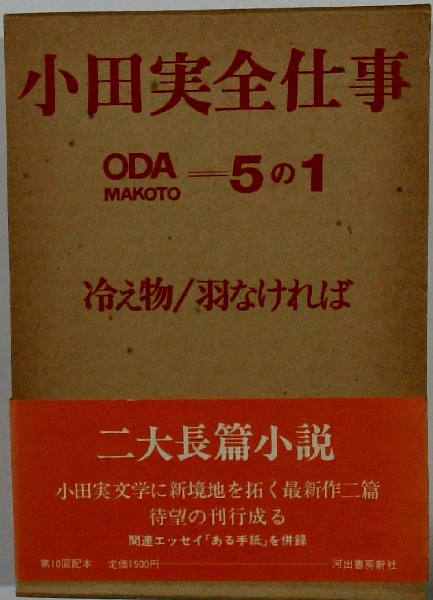 小田実全仕事
ODA MAKOTO ═ 5の1
冷え物/羽なければ
二大長篇小説
小田実文学に新境地を拓く最新作二篇
待望の刊行成る
関連エッセイ「ある手紙」を併録
第10回配本 定価1500円 河出書房新社